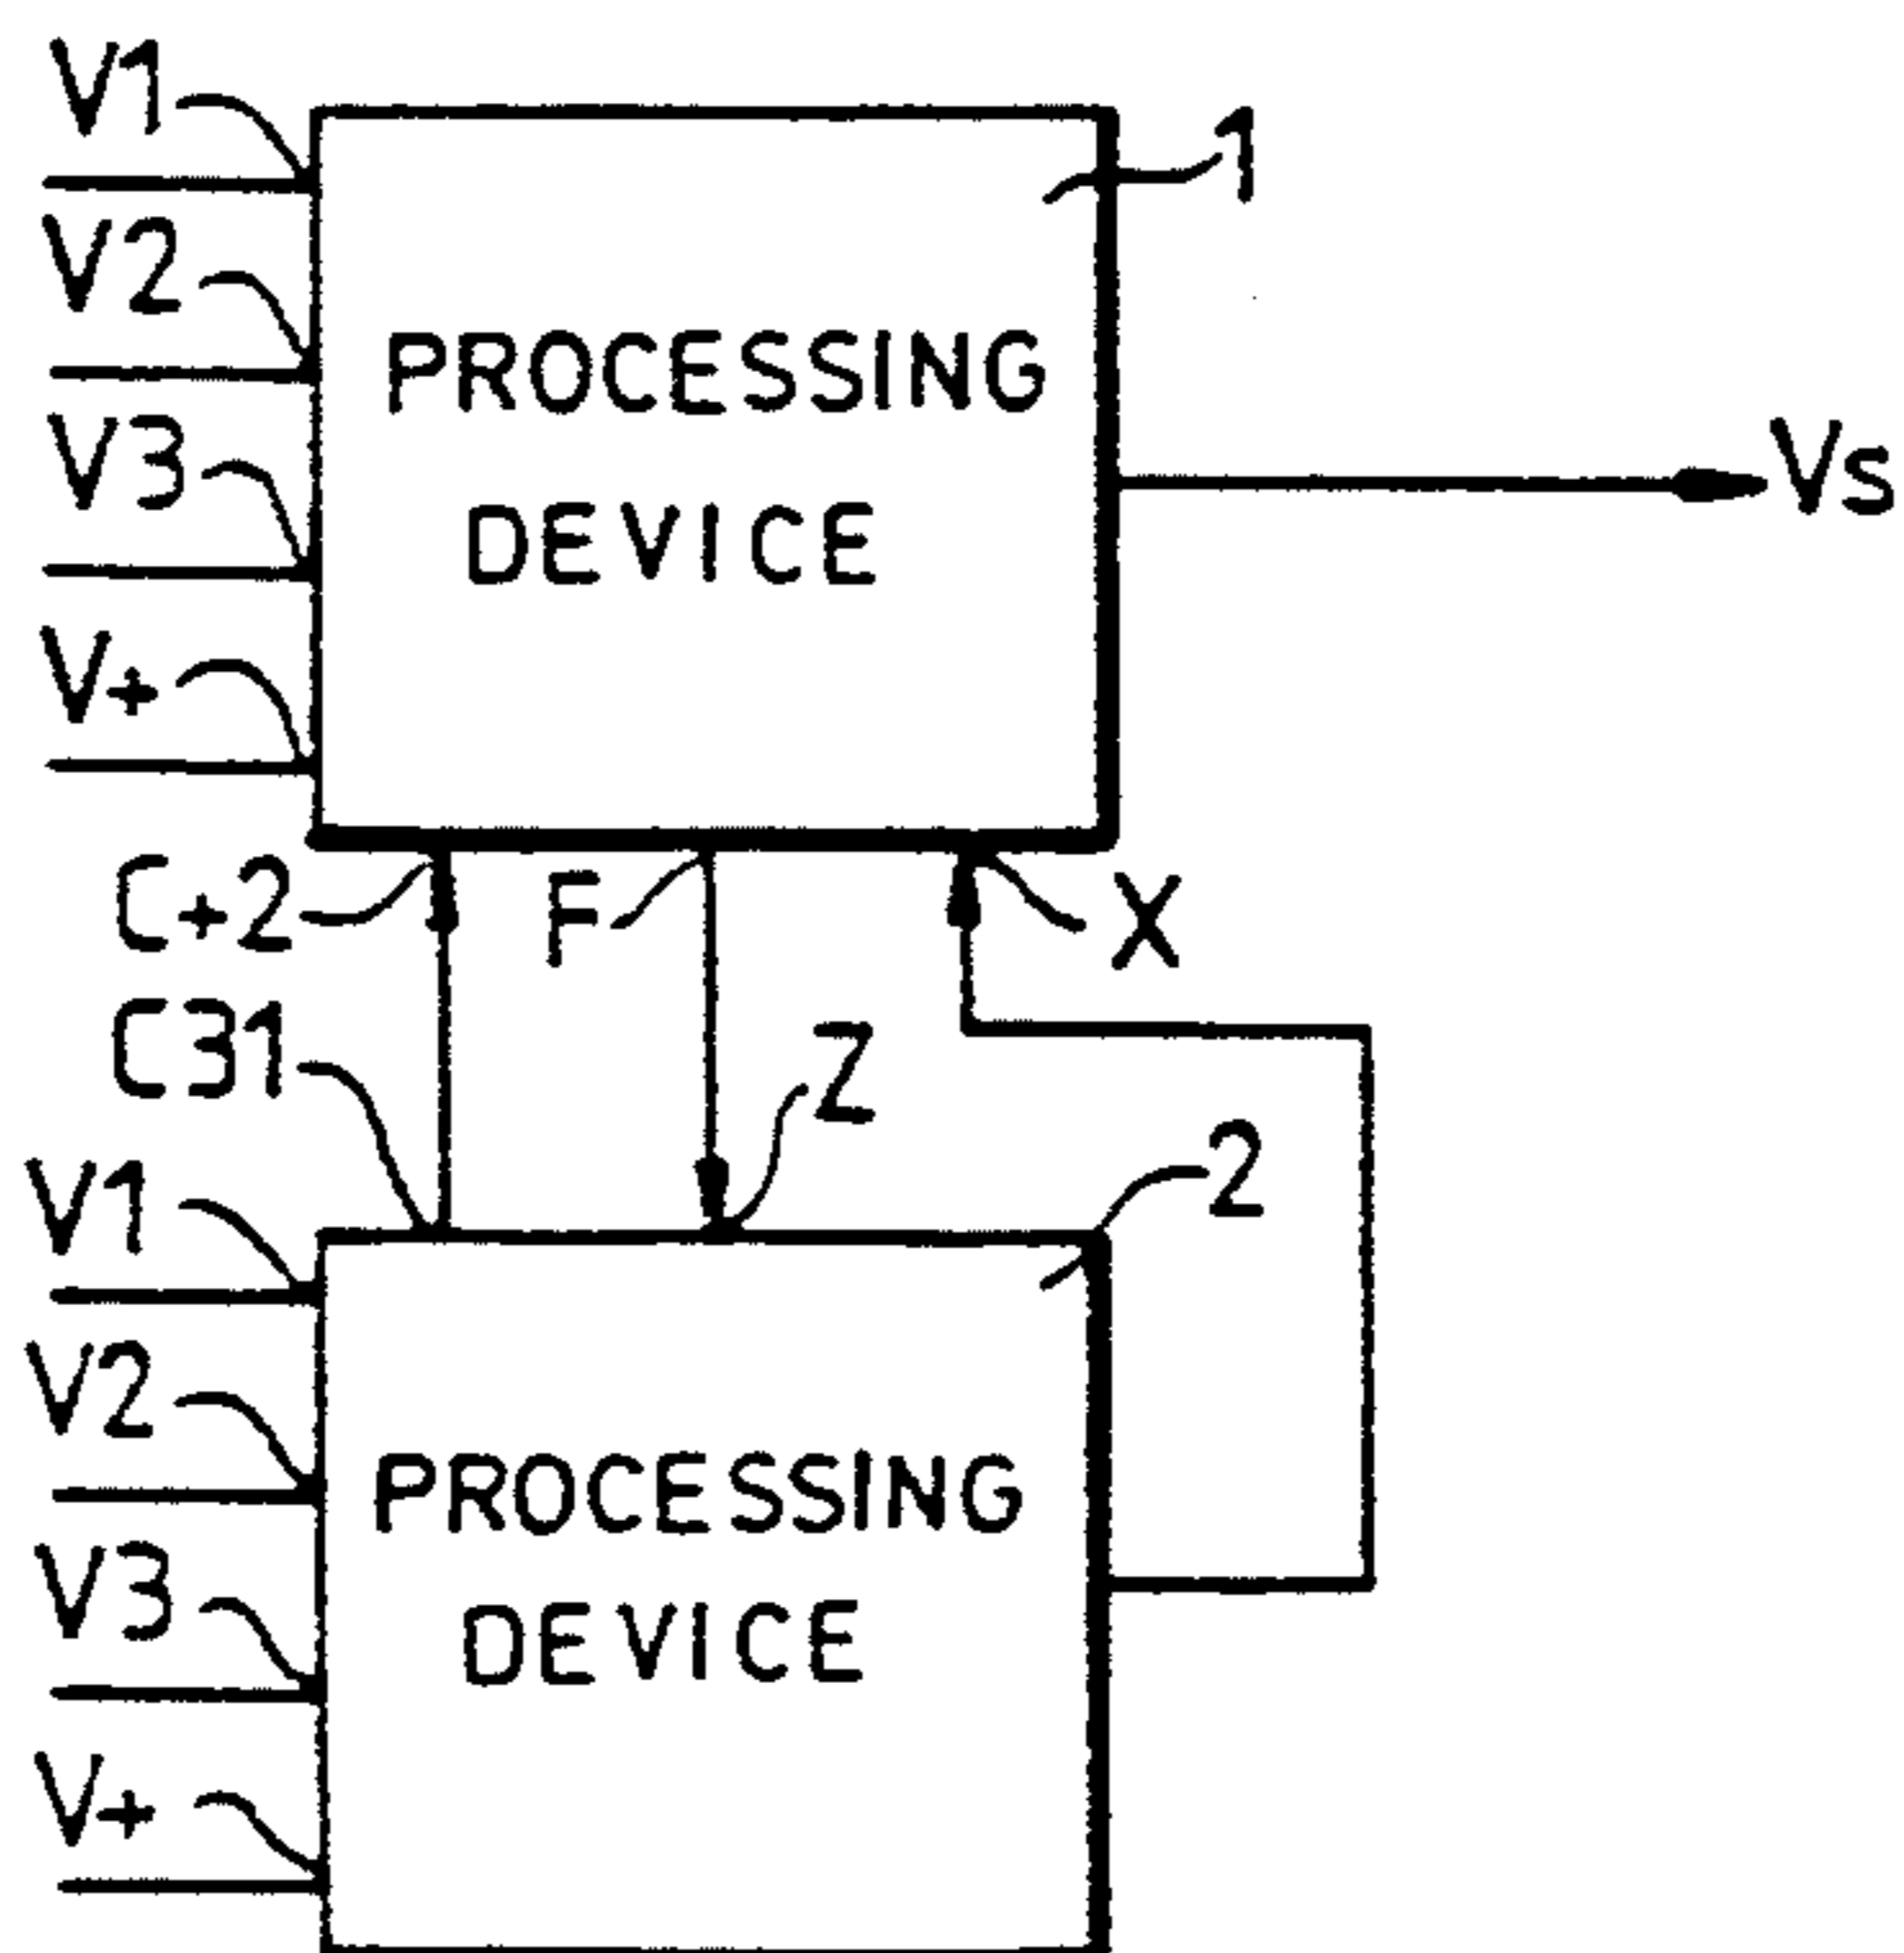 V1
1
V2
PROCESSING
V3
DEVICE
Vs
V+
C+2
F
X
C31
Z
V1
2
V2
PROCESSING
V3
DEVICE
V+